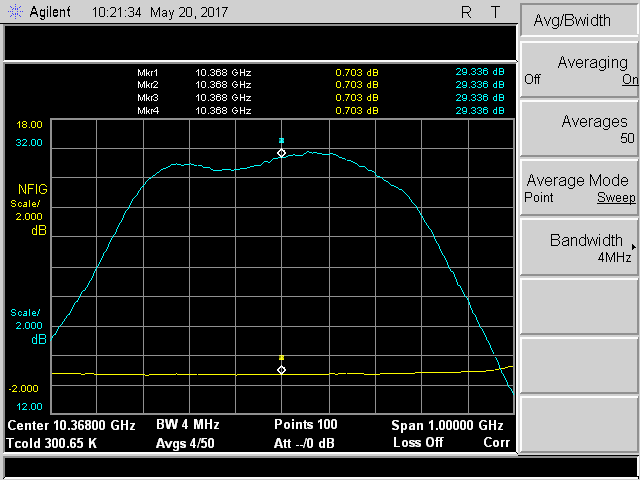 Agilent 10:21:34 May 20, 2017 R T
Mkr1 10.368 GHz 0.703 dB 29.336 dB
Mkr2 10.368 GHz 0.703 dB 29.336 dB
Mkr3 10.368 GHz 0.703 dB 29.336 dB
Mkr4 10.368 GHz 0.703 dB 29.336 dB
18.00
32.00
NFIG
Scale/
2.000
dB
Scale/
2.000
dB
-2.000
12.00
Center 10.36800 GHz BW 4 MHz Points 100 Span 1.00000 GHz
Tcold 300.65 K Avgs 4/50 Att --/0 dB Loss Off Corr
Avg/Bwidth
Averaging
Off On
Averages
50
Average Mode
Point Sweep
Bandwidth
4MHz